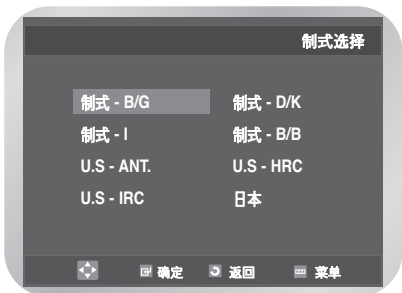 制式选择
制式 - B/G 制式 - D/K
制式 - I 制式 - B/B
U.S - ANT. U.S - HRC
U.S - IRC 日本
确定 返回 菜单